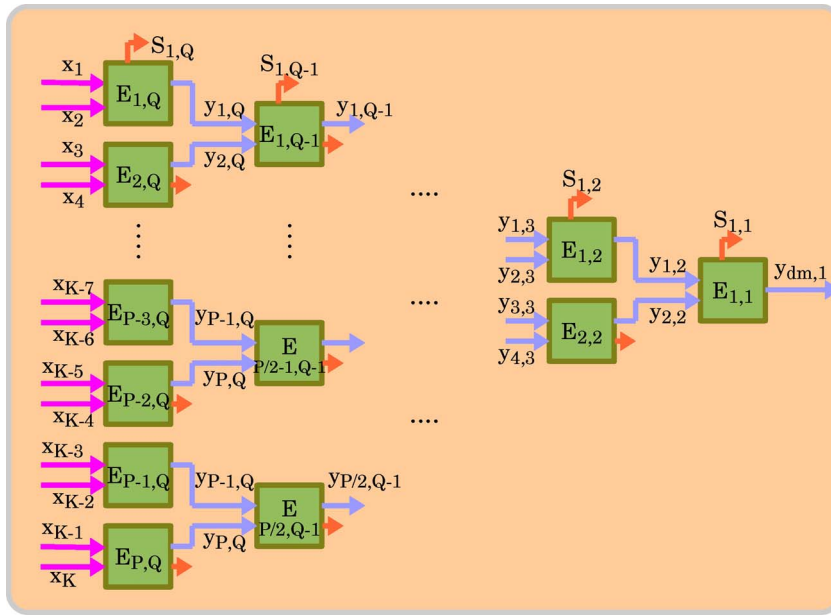 S1,Q
x1
x2
E1,Q
y1,Q
S1,Q-1
y1,Q-1
E1,Q-1
x3
x4
E2,Q
y2,Q
....
S1,2
y1,3
y2,3
E1,2
S1,1
y1,2
ydm,1
E1,1
xK-7
xK-6
EP-3,Q
yP-1,Q
E
P/2-1,Q-1
....
y3,3
y4,3
E2,2
y2,2
xK-5
xK-4
EP-2,Q
yP,Q
....
xK-3
xK-2
EP-1,Q
yP-1,Q
yP/2,Q-1
E
P/2,Q-1
xK-1
xK
EP,Q
yP,Q